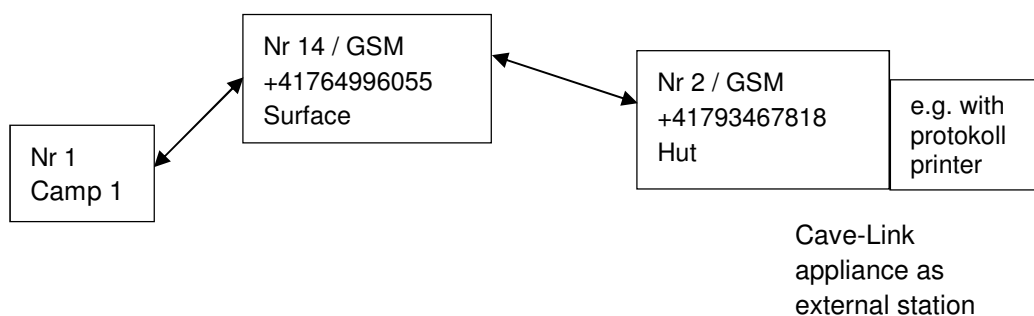 Nr 14 / GSM
+41764996055
Surface
Nr 2 / GSM
+41793467818
Hut
e.g. with
protokoll
printer
Nr 1
Camp 1
Cave-Link
appliance as
external station